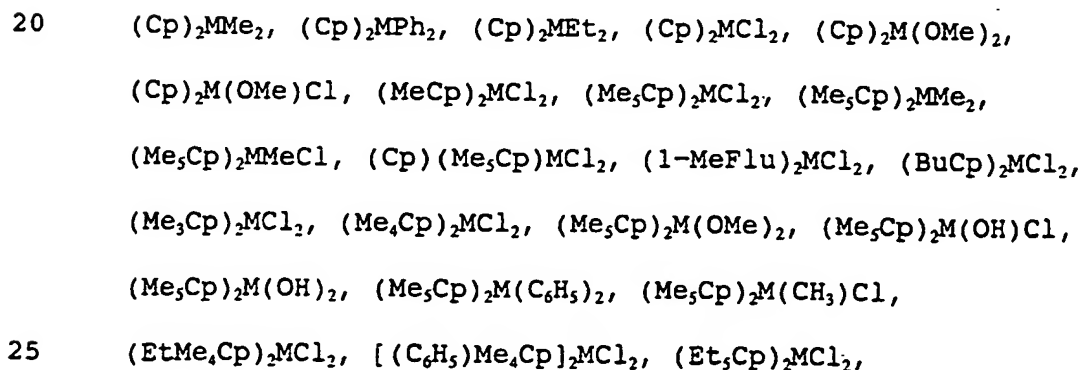 20 (Cp)₂MMe₂, (Cp)₂MPh₂, (Cp)₂MEt₂, (Cp)₂MCl₂, (Cp)₂M(OMe)₂,
(Cp)₂M(OMe)Cl, (MeCp)₂MCl₂, (Me₅Cp)₂MCl₂, (Me₅Cp)₂MMe₂,
(Me₅Cp)₂MMeCl, (Cp)(Me₅Cp)MCl₂, (1-MeFlu)₂MCl₂, (BuCp)₂MCl₂,
(Me₃Cp)₂MCl₂, (Me₄Cp)₂MCl₂, (Me₅Cp)₂M(OMe)₂, (Me₅Cp)₂M(OH)Cl,
(Me₅Cp)₂M(OH)₂, (Me₅Cp)₂M(C₆H₅)₂, (Me₅Cp)₂M(CH₃)Cl,
25 (EtMe₄Cp)₂MCl₂, [(C₆H₅)Me₄Cp]₂MCl₂, (Et₅Cp)₂MCl₂,